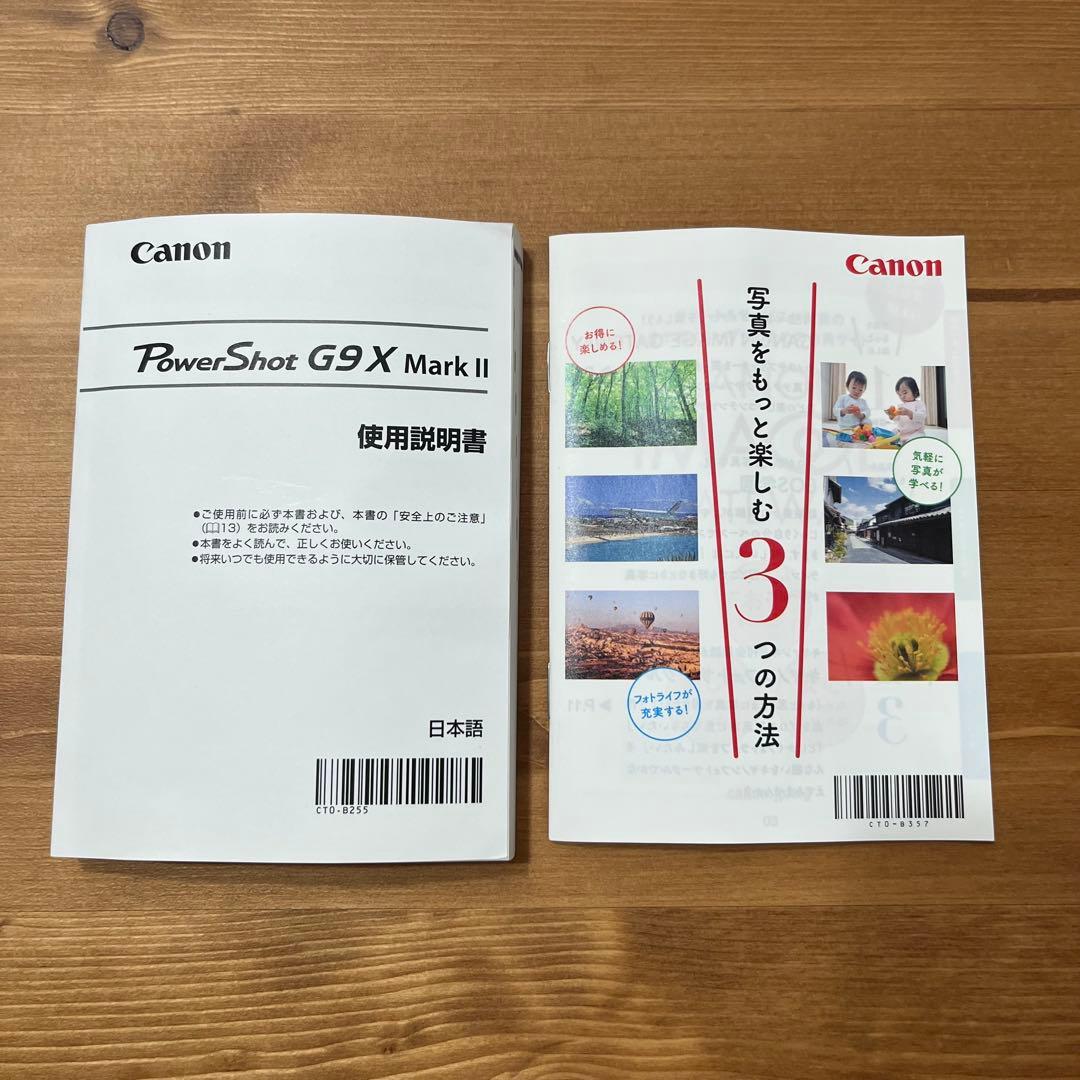 Canon
PowerShot G9 X Mark II
使用説明書
●ご使用前に必ず本書および、本書の「安全上のご注意」
(📖13)をお読みください。
●本書をよく読んで、正しくお使いください。
●将来いつでも使用できるように大切に保管してください。
日本語
CT0-B255
Canon
写真をもっと楽しむ3つの方法
お得に
楽しめる!
気軽に
写真が
学べる!
フォトライフが
充実する!
CT0-B357